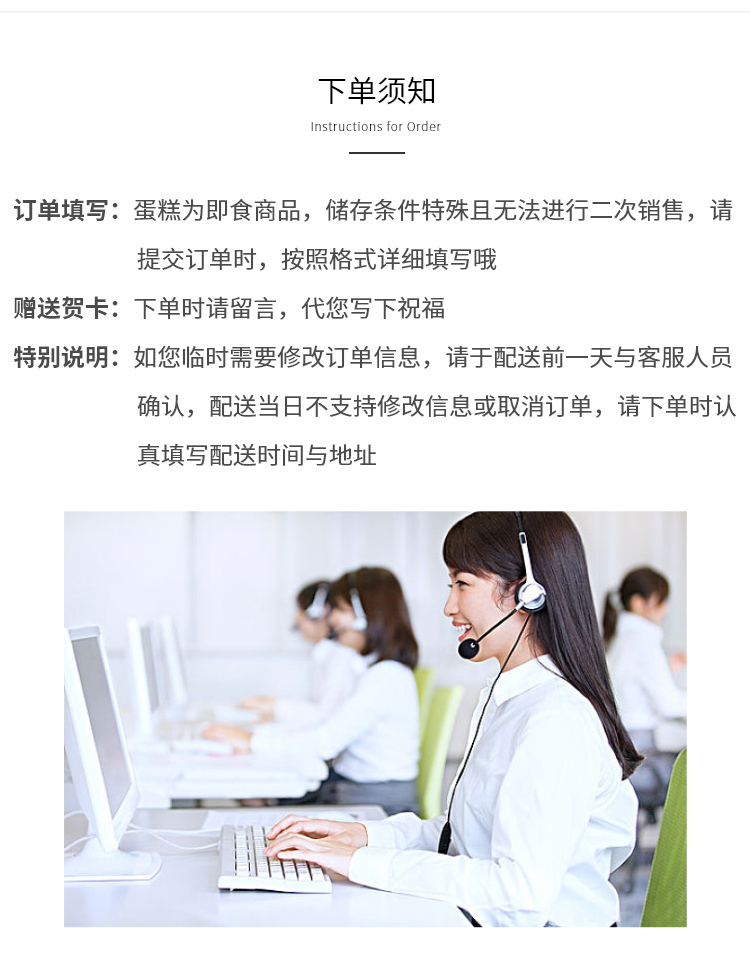 下单须知
Instructions for Order
订单填写：蛋糕为即食商品，储存条件特殊且无法进行二次销售，请
提交订单时，按照格式详细填写哦
赠送贺卡：下单时请留言，代您写下祝福
特别说明：如您临时需要修改订单信息，请于配送前一天与客服人员
确认，配送当日不支持修改信息或取消订单，请下单时认
真填写配送时间与地址